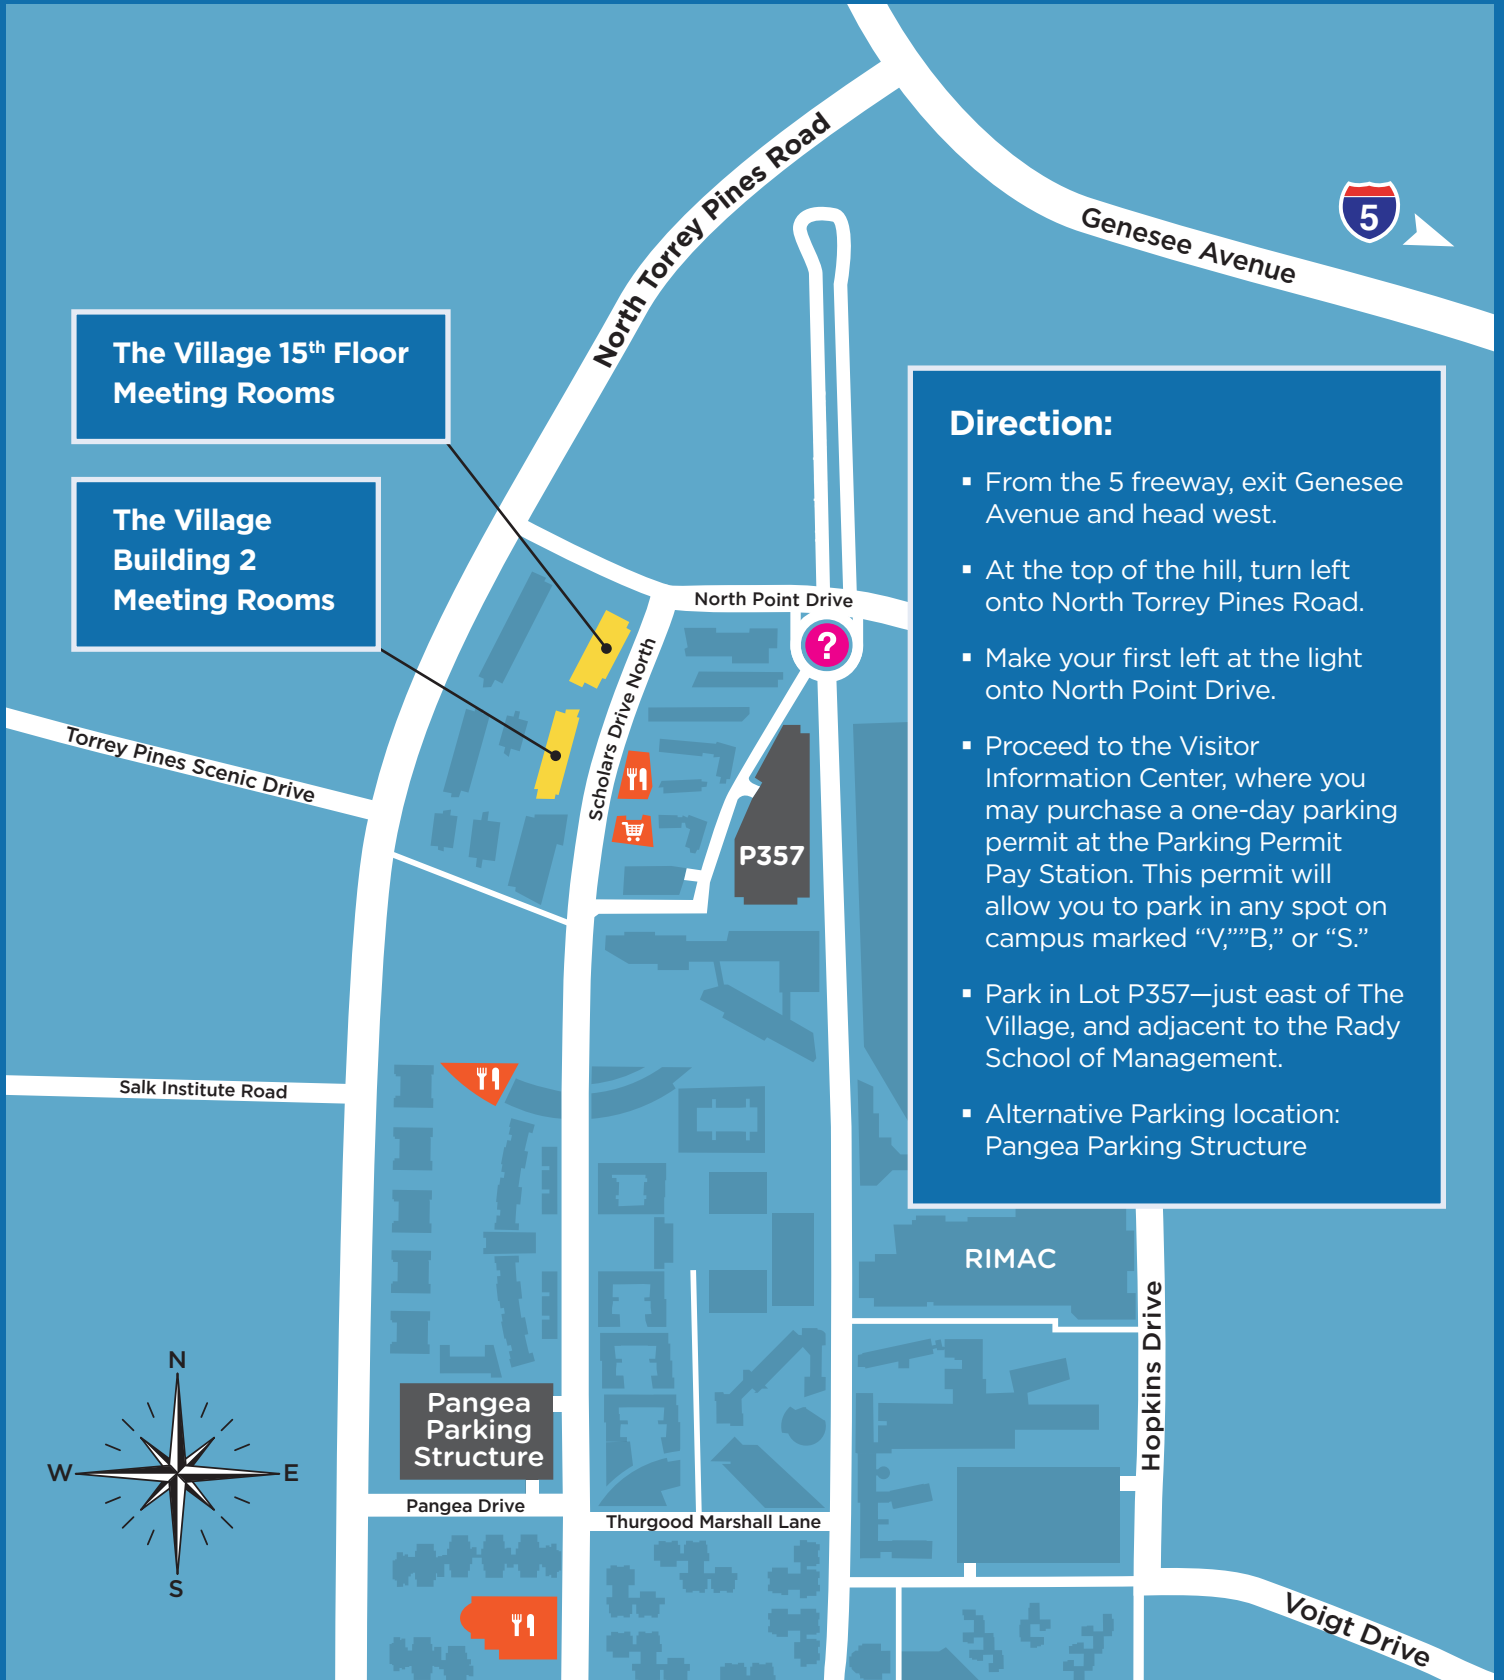 North Torrey Pines Road
Genesee Avenue
5
The Village 15th Floor
Meeting Rooms
The Village
Building 2
Meeting Rooms
Direction:
▪ From the 5 freeway, exit Genesee
Avenue and head west.
▪ At the top of the hill, turn left
onto North Torrey Pines Road.
▪ Make your first left at the light
onto North Point Drive.
▪ Proceed to the Visitor
Information Center, where you
may purchase a one-day parking
permit at the Parking Permit
Pay Station. This permit will
allow you to park in any spot on
campus marked “V,””B,” or “S.”
▪ Park in Lot P357—just east of The
Village, and adjacent to the Rady
School of Management.
▪ Alternative Parking location:
Pangea Parking Structure
North Point Drive
?
Scholars Drive North
Torrey Pines Scenic Drive
P357
Salk Institute Road
RIMAC
Hopkins Drive
N
W
E
S
Pangea
Parking
Structure
Pangea Drive
Thurgood Marshall Lane
Voigt Drive